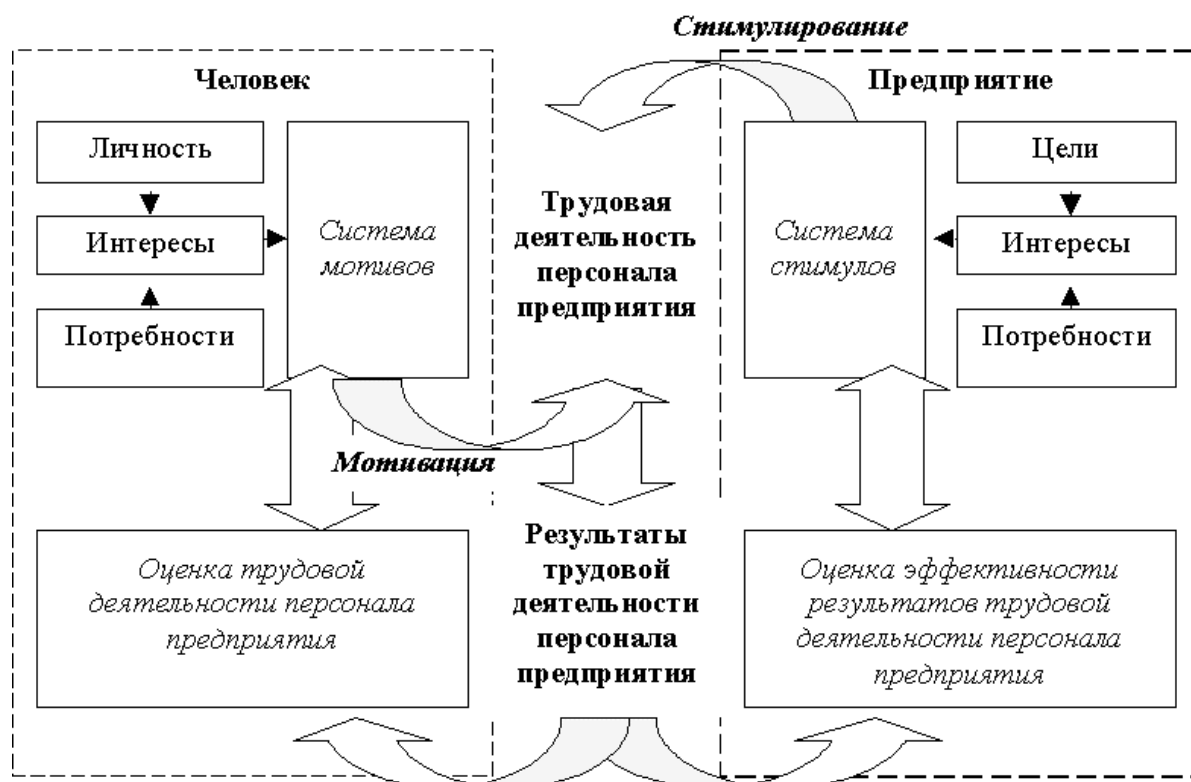 Стимулирование
Человек
Предприятие
Личность
Интересы
Потребности
Система
мотивов
Трудовая
деятельность
персонала
предприятия
Система
стимулов
Цели
Интересы
Потребности
Мотивация
Оценка трудовой
деятельности персонала
предприятия
Результаты
трудовой
деятельности
персонала
предприятия
Оценка эффективности
результатов трудовой
деятельности персонала
предприятия